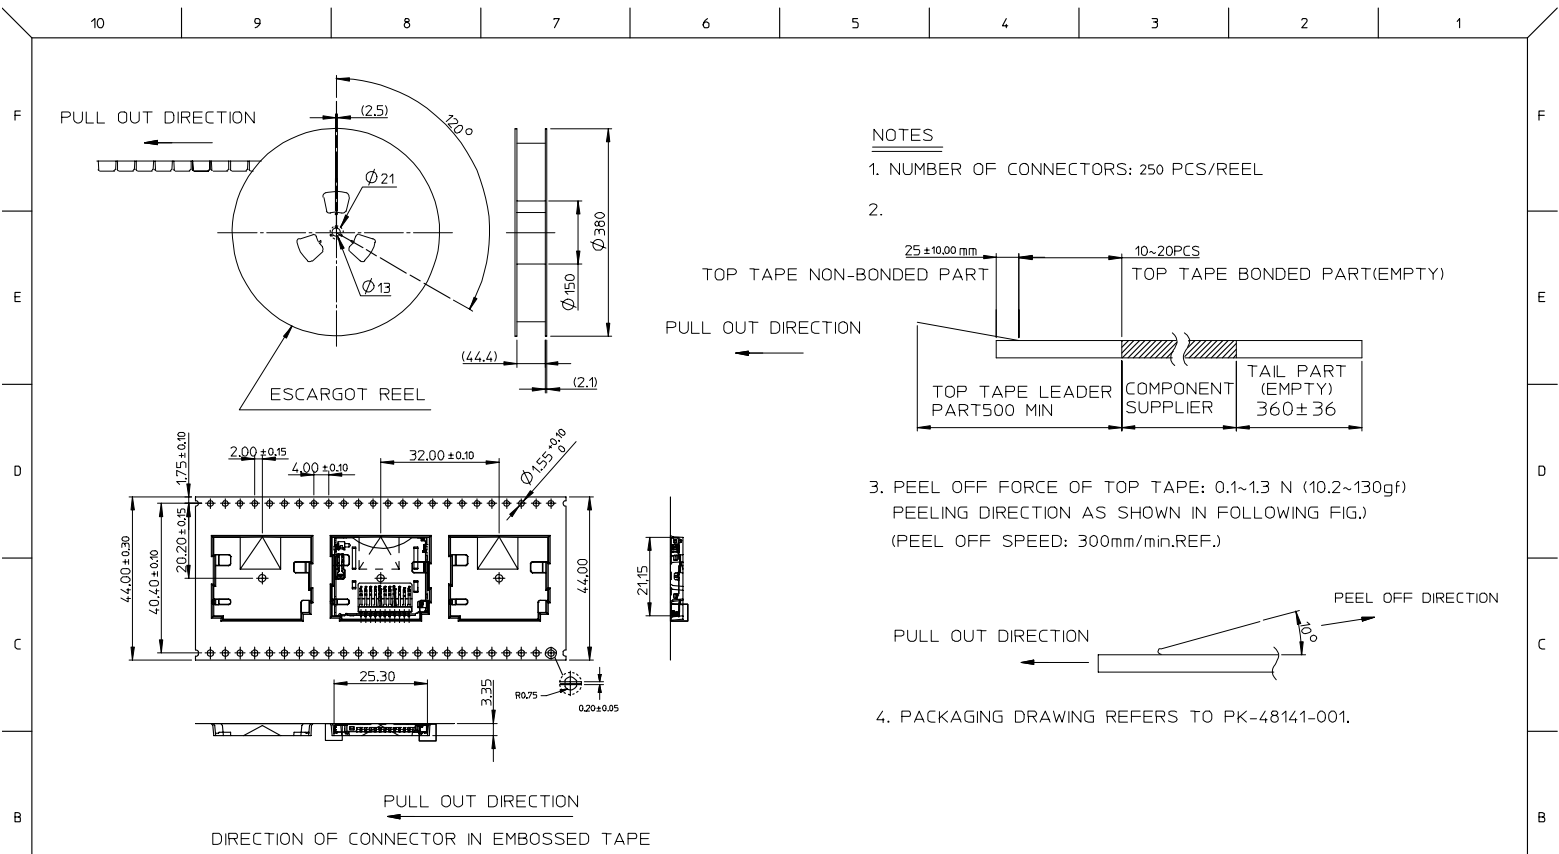 10 9 8 7 6 5 4 3 2 1
F
E
D
C
B
F
E
D
C
B
PULL OUT DIRECTION
(2.5)
120°
Ø21
Ø13
ESCARGOT REEL
Ø380
Ø150
(44.4)
(2.1)
NOTES
1. NUMBER OF CONNECTORS: 250 PCS/REEL
2.
25 ±10.00 mm
10~20PCS
TOP TAPE NON-BONDED PART
TOP TAPE BONDED PART(EMPTY)
PULL OUT DIRECTION
TOP TAPE LEADER
PART500 MIN
COMPONENT
SUPPLIER
TAIL PART
(EMPTY)
360±36
1.75±0.10
2.00 ±0.15
4.00 ±0.10
32.00 ±0.10
Ø1.55 +0.10 0
44.00±0.30
40.40±0.10
20.20±0.15
44.00
21.15
25.30
3.35
R0.75
0.20±0.05
3. PEEL OFF FORCE OF TOP TAPE: 0.1~1.3 N (10.2~130gf)
PEELING DIRECTION AS SHOWN IN FOLLOWING FIG.)
(PEEL OFF SPEED: 300mm/min.REF.)
PEEL OFF DIRECTION
10°
PULL OUT DIRECTION
4. PACKAGING DRAWING REFERS TO PK-48141-001.
PULL OUT DIRECTION
DIRECTION OF CONNECTOR IN EMBOSSED TAPE